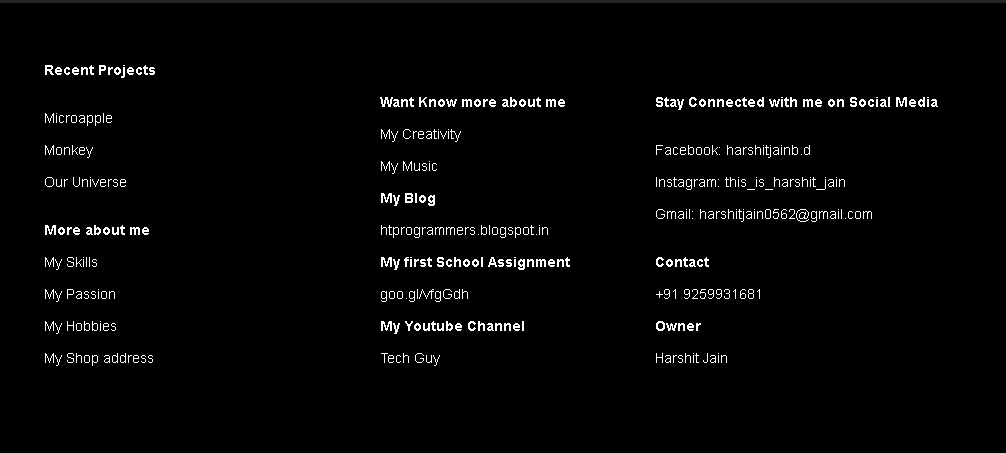 Recent Projects
Microapple
Monkey
Our Universe
More about me
My Skills
My Passion
My Hobbies
My Shop address
Want Know more about me
My Creativity
My Music
My Blog
htprogrammers.blogspot.in
My first School Assignment
goo.gl/vfgGdh
My Youtube Channel
Tech Guy
Stay Connected with me on Social Media
Facebook: harshitjainb.d
Instagram: this_is_harshit_jain
Gmail: harshitjain0562@gmail.com
Contact
+91 9259931681
Owner
Harshit Jain